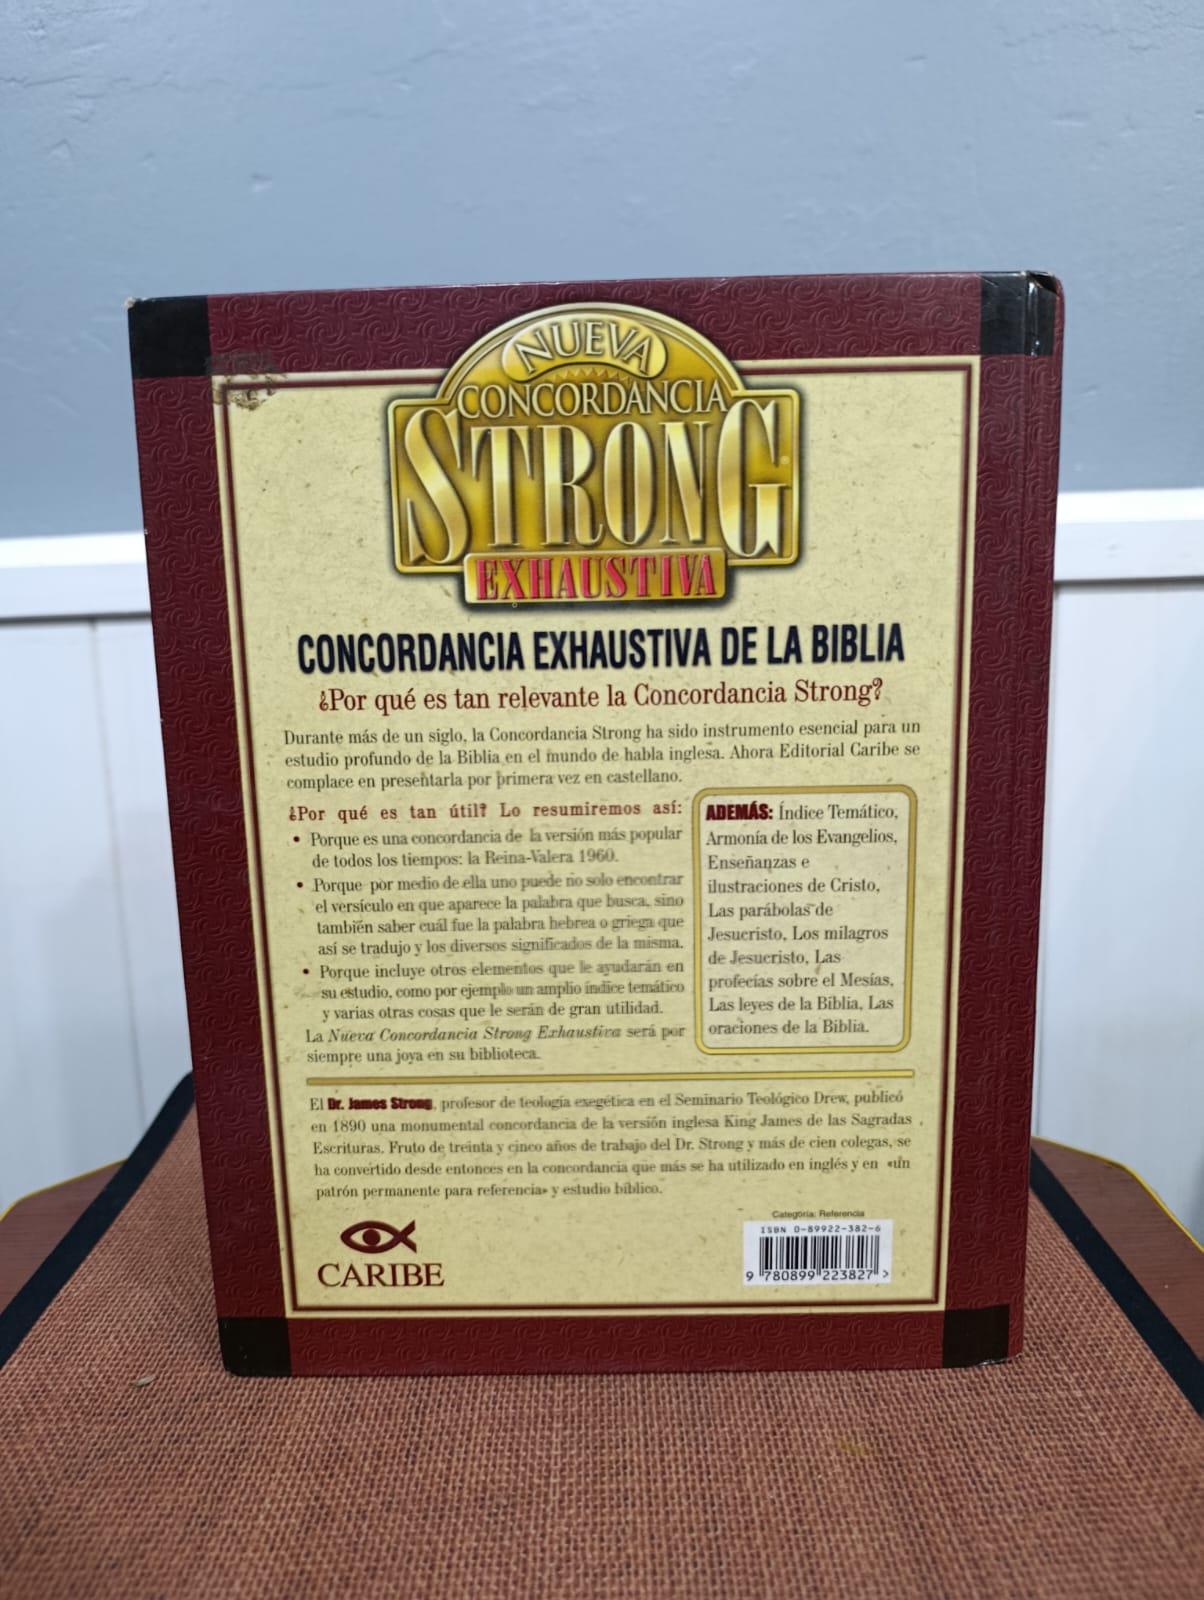 NUEVA
CONCORDANCIA
STRONG
EXHAUSTIVA
CONCORDANCIA EXHAUSTIVA DE LA BIBLIA
¿Por qué es tan relevante la Concordancia Strong?
Durante más de un siglo, la Concordancia Strong ha sido instrumento esencial para un
estudio profundo de la Biblia en el mundo de habla inglesa. Ahora Editorial Caribe se
complace en presentarla por primera vez en castellano.
¿Por qué es tan útil? Lo resumiremos así:
• Porque es una concordancia de la versión más popular
de todos los tiempos: la Reina-Valera 1960.
• Porque por medio de ella uno puede no solo encontrar
el versículo en que aparece la palabra que busca, sino
también saber cuál fue la palabra hebrea o griega que
así se tradujo y los diversos significados de la misma.
• Porque incluye otros elementos que le ayudarán en
su estudio, como por ejemplo un amplio índice temático
y varias otras cosas que le serán de gran utilidad.
La Nueva Concordancia Strong Exhaustiva será por
siempre una joya en su biblioteca.
ADEMÁS: Índice Temático,
Armonía de los Evangelios,
Enseñanzas e
ilustraciones de Cristo,
Las parábolas de
Jesucristo, Los milagros
de Jesucristo, Las
profecías sobre el Mesías,
Las leyes de la Biblia, Las
oraciones de la Biblia.
El Dr. James Strong, profesor de teología exegética en el Seminario Teológico Drew, publicó
en 1890 una monumental concordancia de la versión inglesa King James de las Sagradas
Escrituras. Fruto de treinta y cinco años de trabajo del Dr. Strong y más de cien colegas, se
ha convertido desde entonces en la concordancia que más se ha utilizado en inglés y en «un
patrón permanente para referencia» y estudio bíblico.
CARIBE
Categoría: Referencia
ISBN 0-89922-382-6
9 780899 223827 >